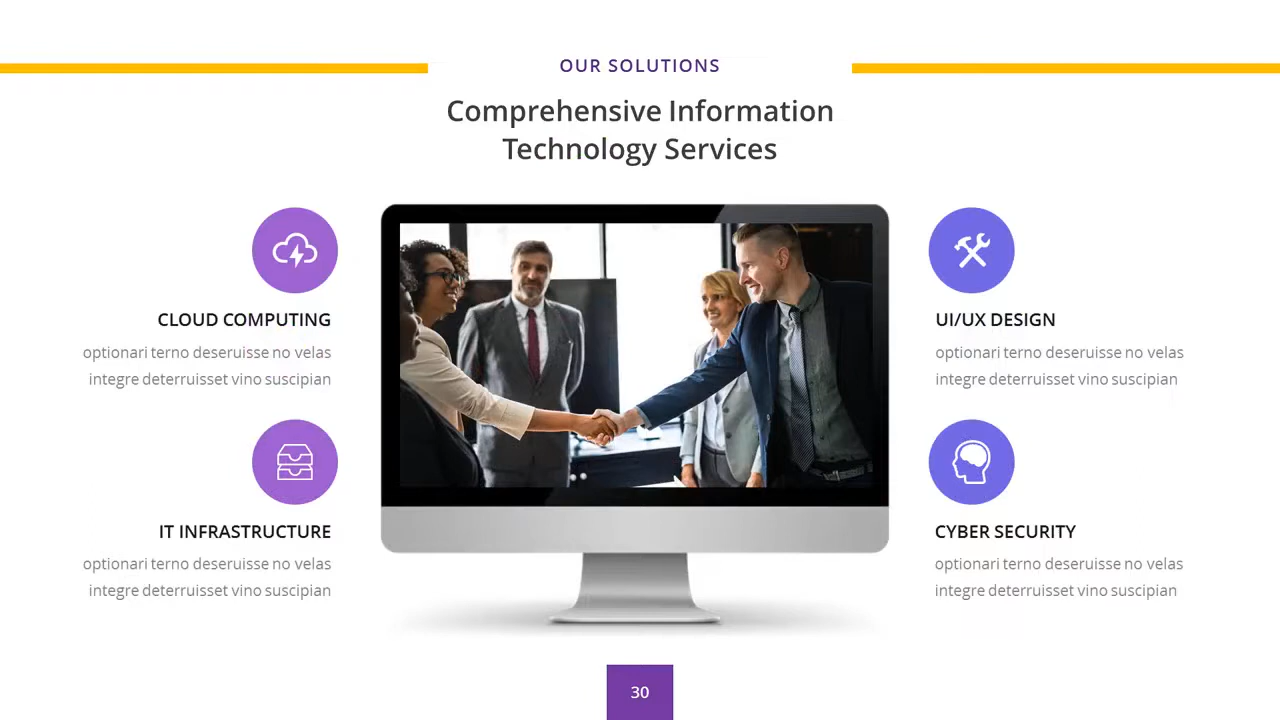 OUR SOLUTIONS
Comprehensive Information
Technology Services
CLOUD COMPUTING
optionari terno deseruisse no velas
integre deterruisset vino suscipian
IT INFRASTRUCTURE
optionari terno deseruisse no velas
integre deterruisset vino suscipian
UI/UX DESIGN
optionari terno deseruisse no velas
integre deterruisset vino suscipian
CYBER SECURITY
optionari terno deseruisse no velas
integre deterruisset vino suscipian
30